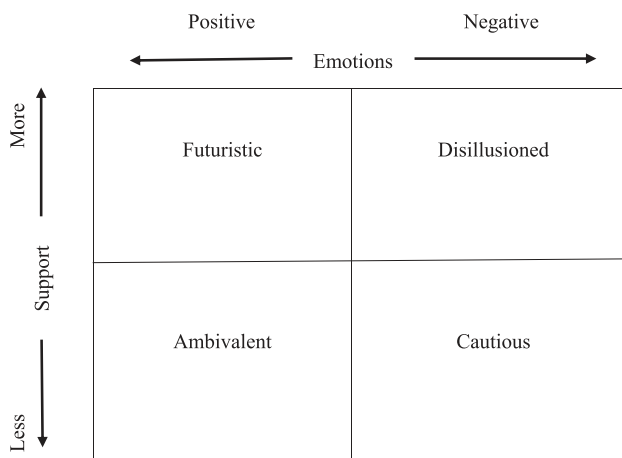 Positive Negative
Emotions
More
Futuristic Disillusioned
Support
Ambivalent Cautious
Less